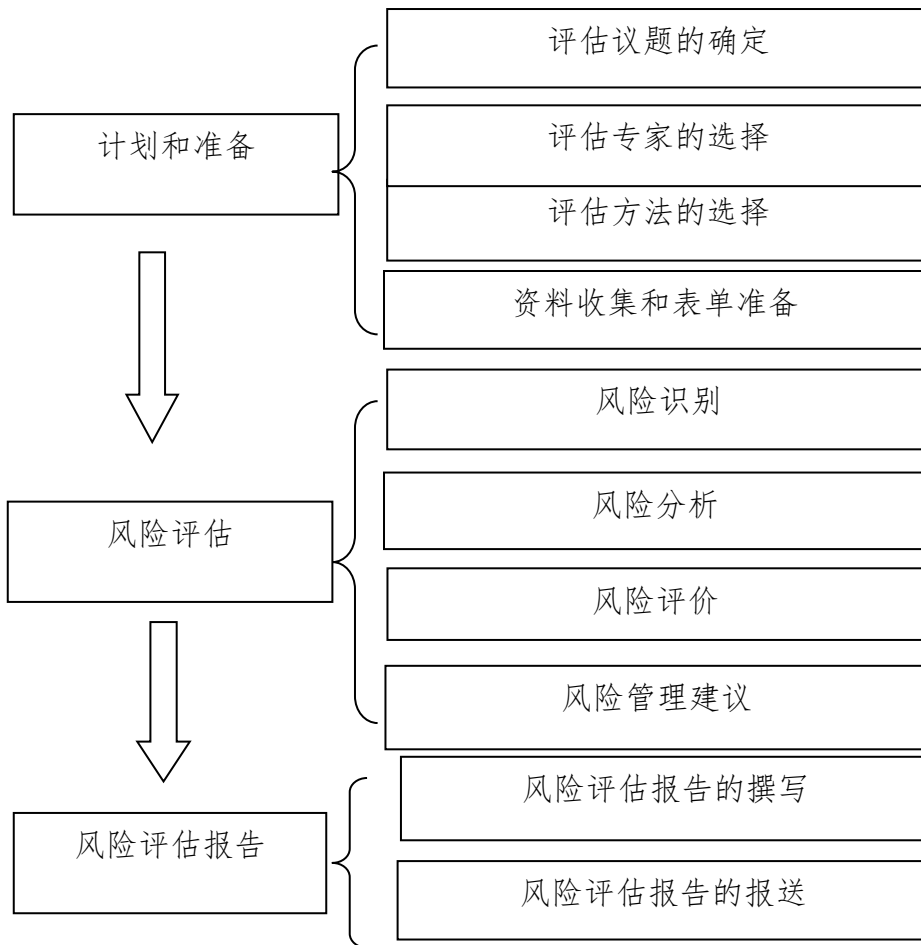 计划和准备
评估议题的确定
评估专家的选择
评估方法的选择
资料收集和表单准备
风险评估
风险识别
风险分析
风险评价
风险管理建议
风险评估报告
风险评估报告的撰写
风险评估报告的报送